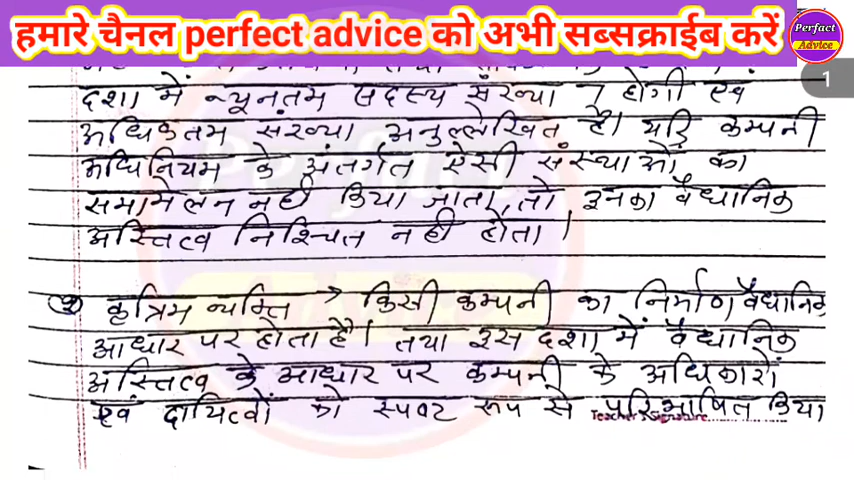 हमारे चैनल perfect advice को अभी सब्सक्राईब करें
Perfect
Advice
1
दशा में न्यूनतम सदस्य संख्या 7 होगी एवं
अधिकतम संख्या अनुल्लेखित है। यदि कम्पनी
अधिनियम के अंतर्गत ऐसी संस्थाओं का
समामेलन नही किया जाता, तो उनका वैधानिक
अस्तित्व निश्चित नही होता।
कृत्रिम व्यक्ति → किसी कम्पनी का निर्माण वैधानिक
आधार पर होता है। तथा इस दशा में वैधानिक
अस्तित्व के आधार पर कम्पनी के अधिकारों
एवं दायित्वों को स्पष्ट रूप से परिभाषित किया
Teacher's Signature